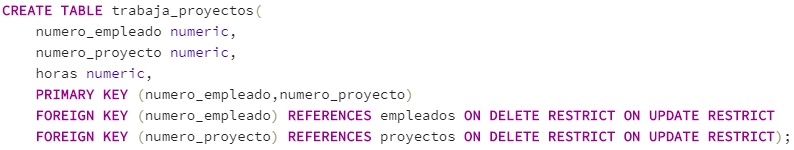 CREATE TABLE trabaja_proyectos(
numero_empleado numeric,
numero_proyecto numeric,
horas numeric,
PRIMARY KEY (numero_empleado,numero_proyecto)
FOREIGN KEY (numero_empleado) REFERENCES empleados ON DELETE RESTRICT ON UPDATE RESTRICT
FOREIGN KEY (numero_proyecto) REFERENCES proyectos ON DELETE RESTRICT ON UPDATE RESTRICT);